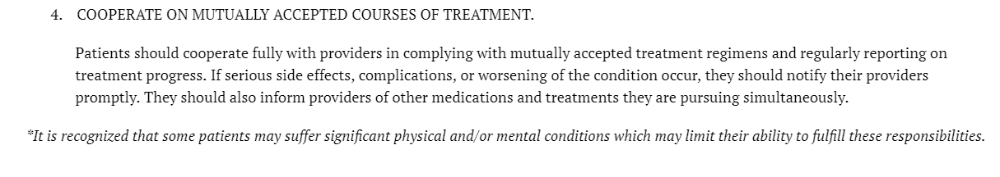 4. COOPERATE ON MUTUALLY ACCEPTED COURSES OF TREATMENT.
Patients should cooperate fully with providers in complying with mutually accepted treatment regimens and regularly reporting on
treatment progress. If serious side effects, complications, or worsening of the condition occur, they should notify their providers
promptly. They should also inform providers of other medications and treatments they are pursuing simultaneously.
*It is recognized that some patients may suffer significant physical and/or mental conditions which may limit their ability to fulfill these responsibilities.